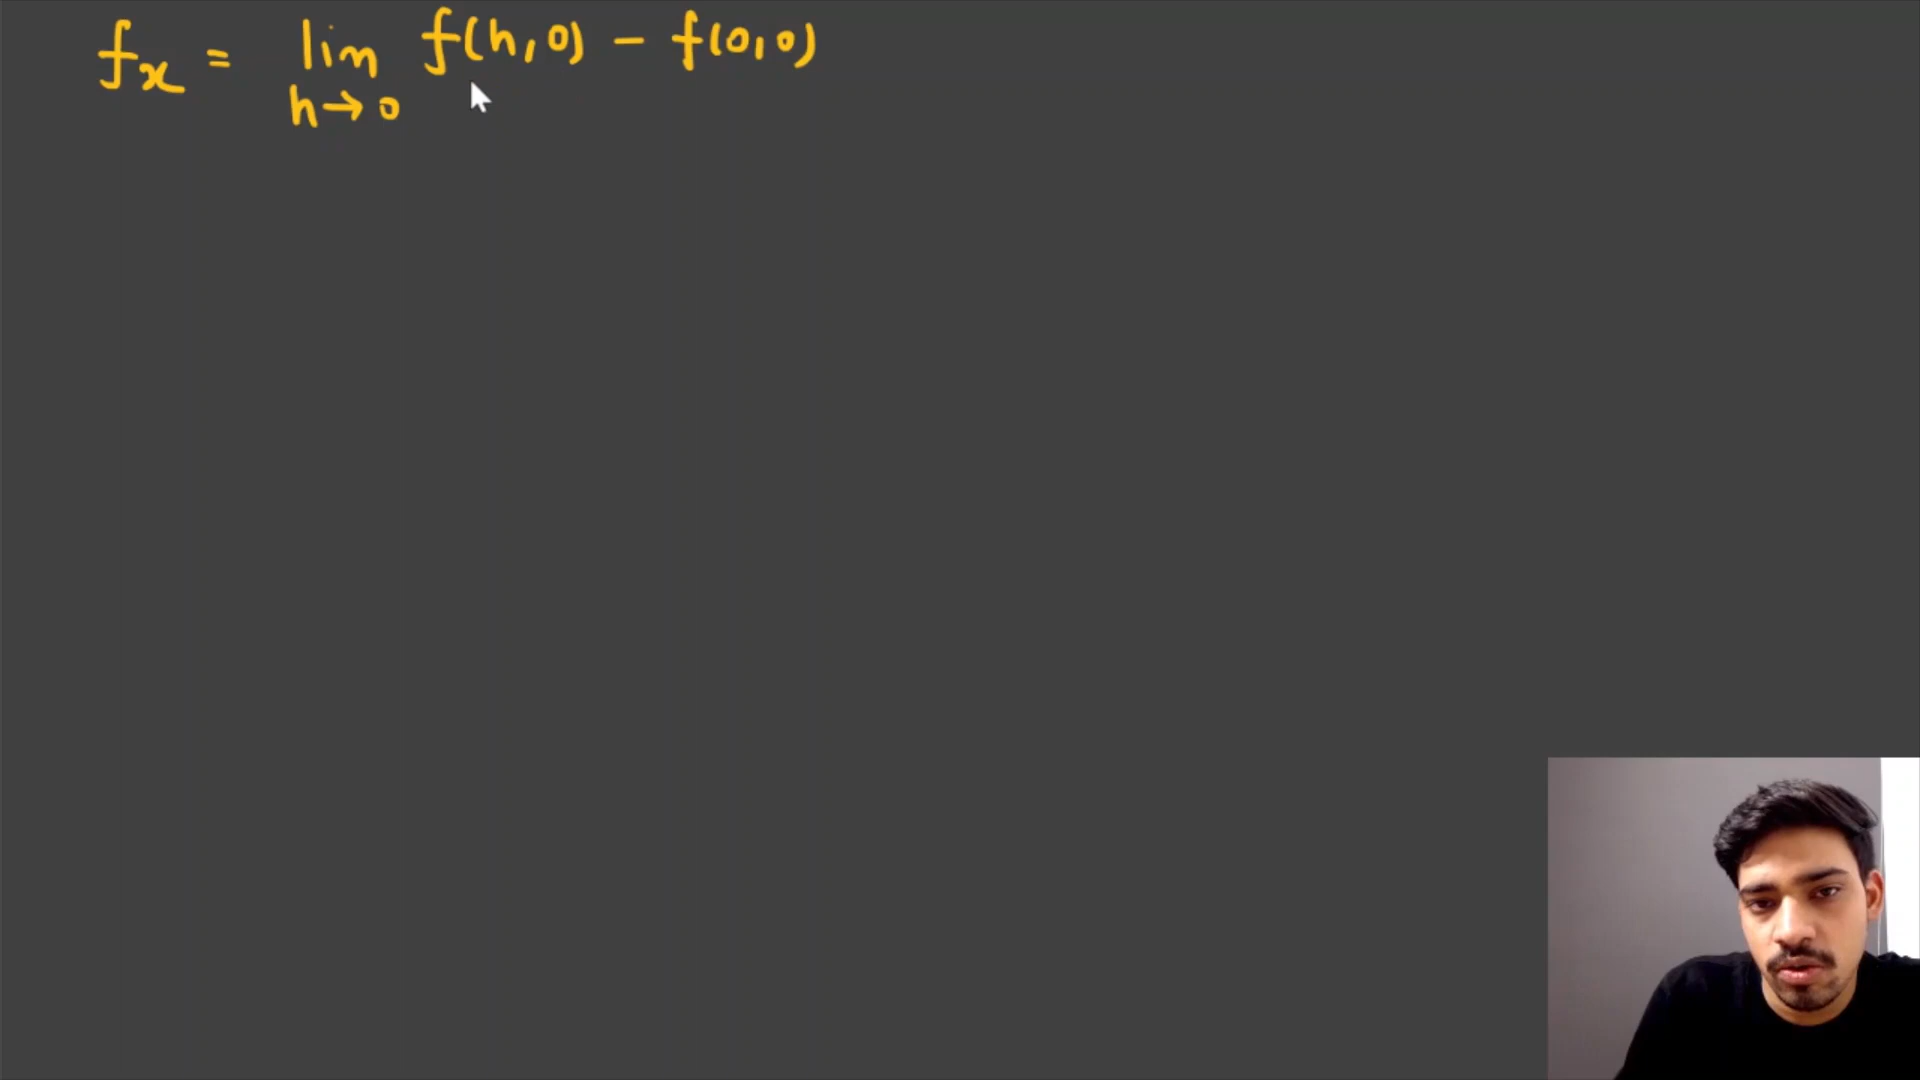 fx = lim f(h,0) - f(0,0)
h→0